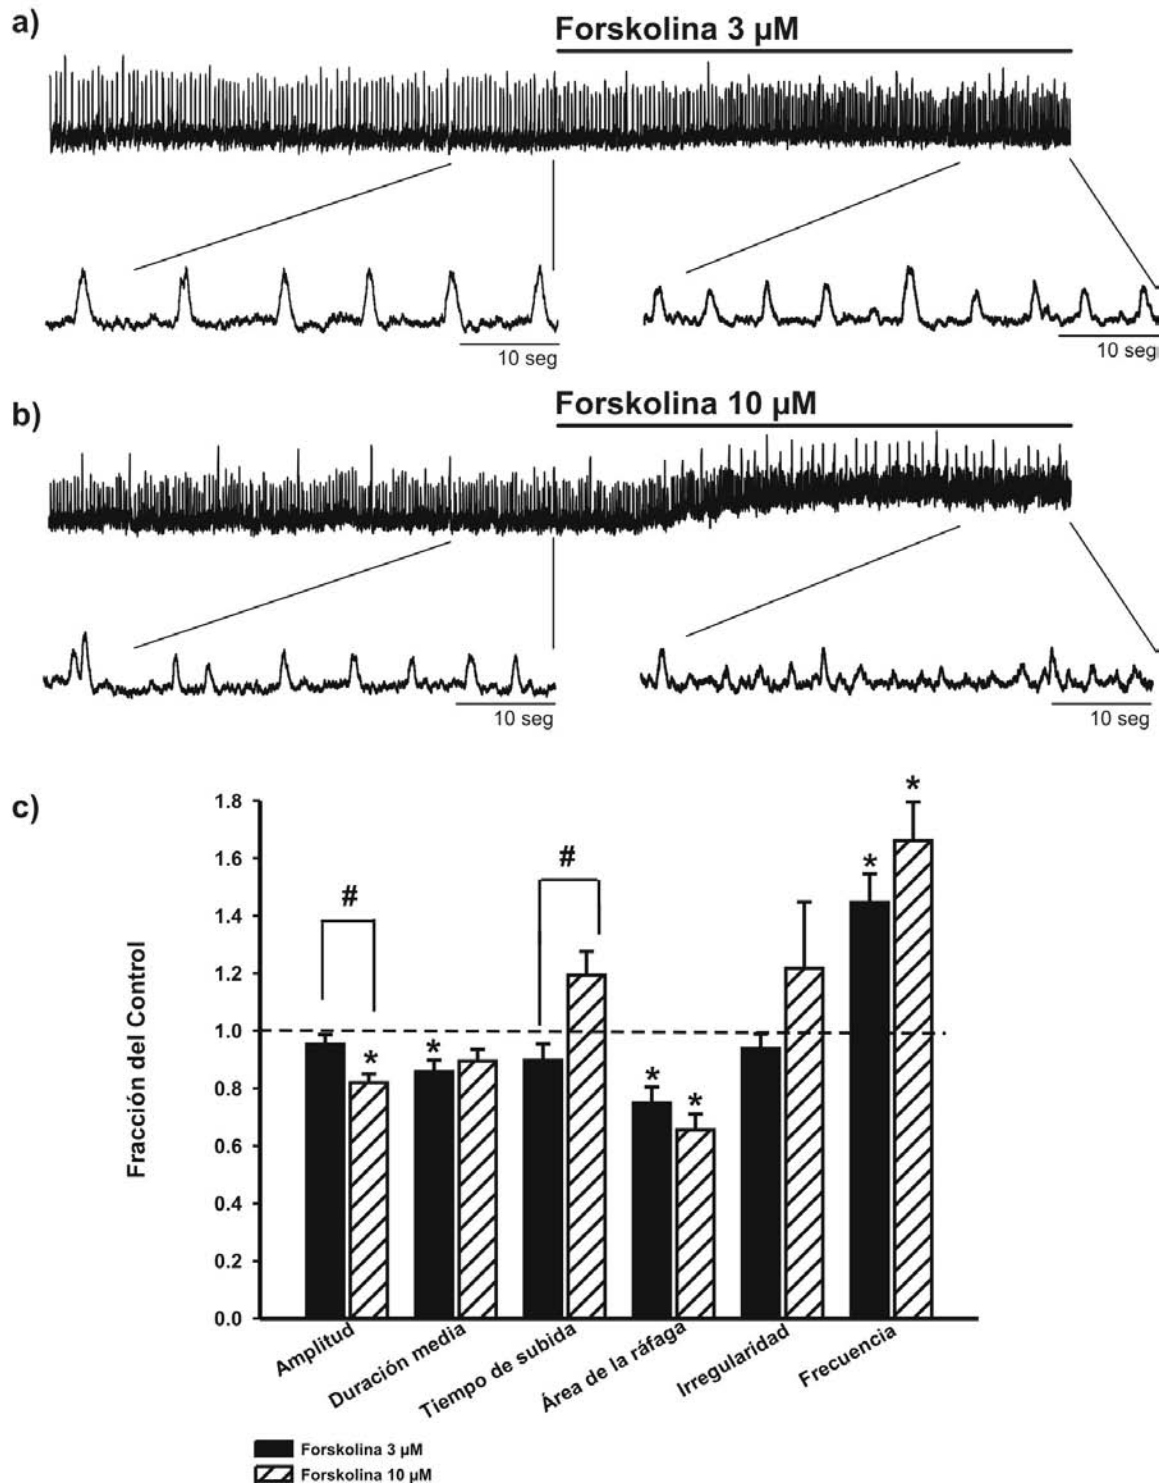 a)
Forskolina 3 µM
10 seg
10 seg
b)
Forskolina 10 µM
10 seg
10 seg
c)
Fracción del Control
1.8
1.6
1.4
1.2
1.0
0.8
0.6
0.4
0.2
0.0
#
#
*
*
*
*
*
*
Amplitud
Duración media
Tiempo de subida
Área de la ráfaga
Irregularidad
Frecuencia
Forskolina 3 µM
Forskolina 10 µM